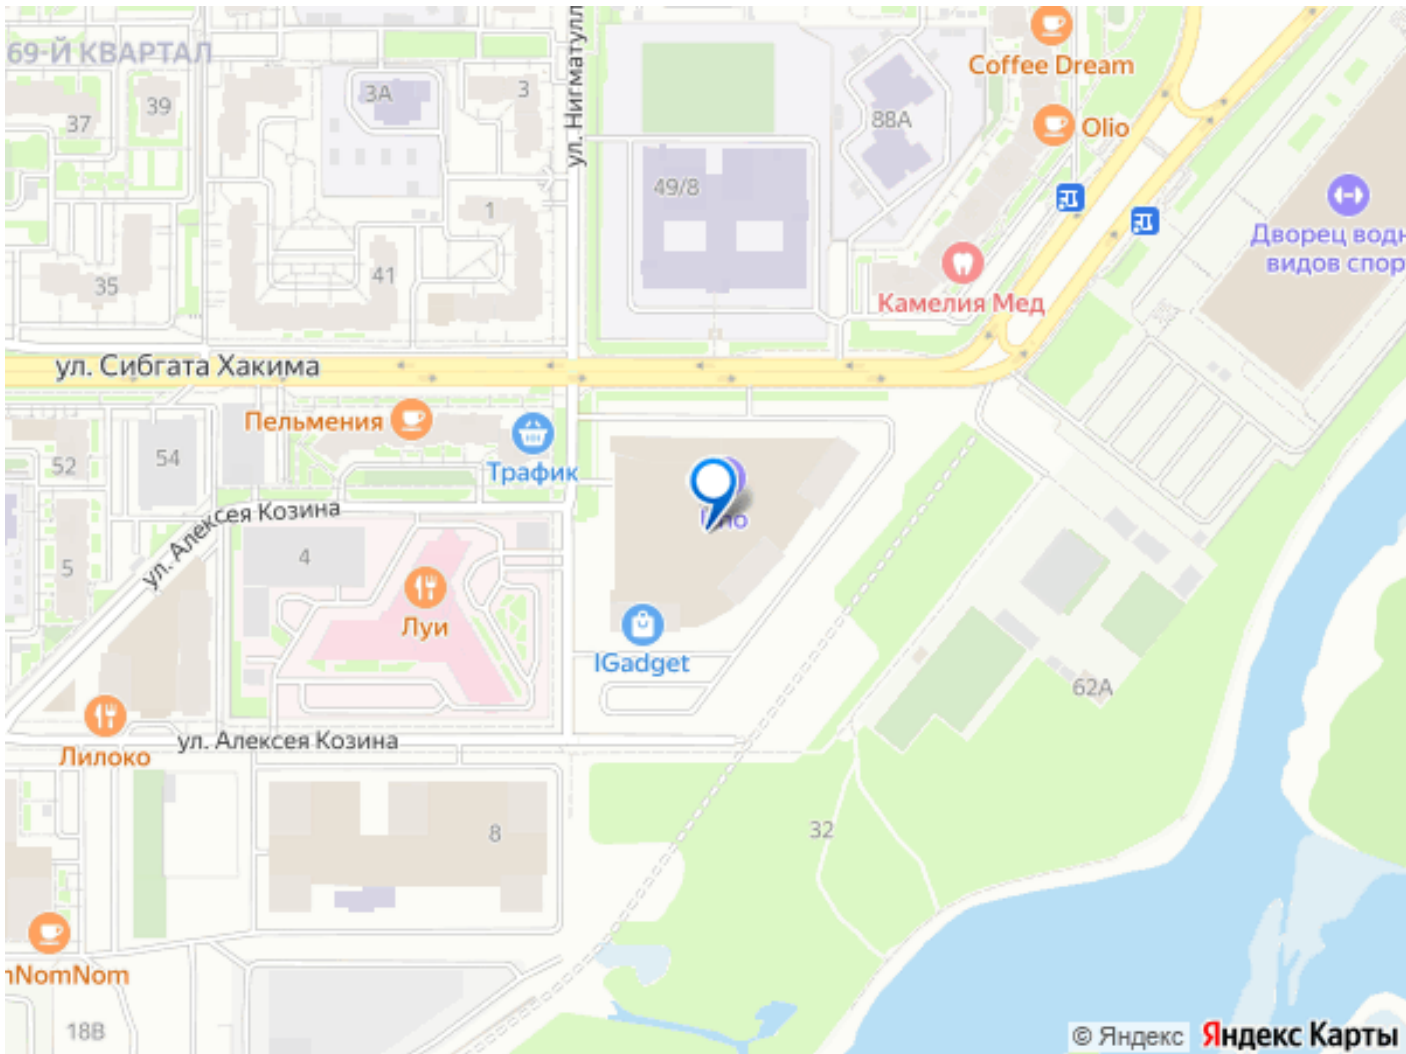 69-Й КВАРТАЛ
37
39
3А
3
ул. Нигматулл
49/8
88А
Coffee Dream
Olio
Дворец водн
видов спор
Камелия Мед
1
41
35
ул. Сибгата Хакима
Пельмения
Трафик
52
54
ул. Алексея Козина
5
4
Луи
IGadget
62А
Лилоко
ул. Алексея Козина
8
32
nNomNom
18В
© Яндекс
Яндекс Карты